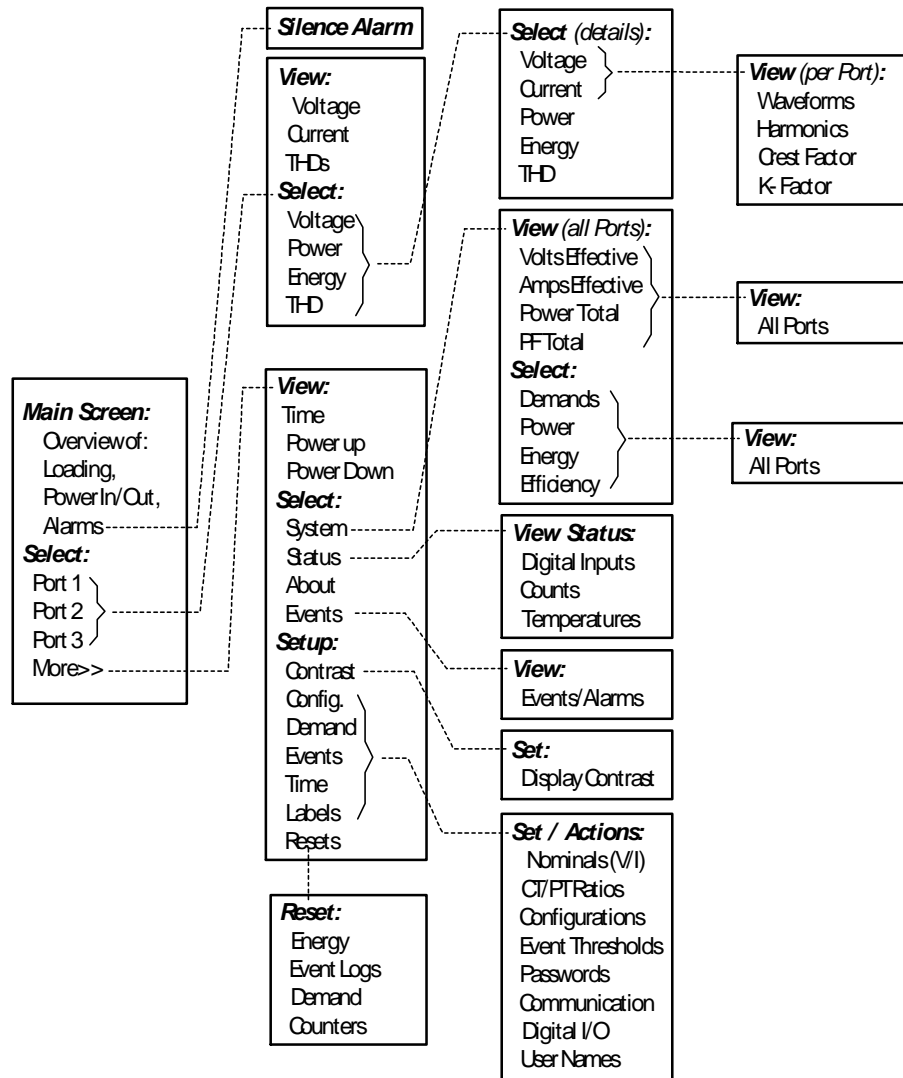 Main Screen:
Overview of:
Loading,
Power In/Out,
Alarms
Select:
Port 1
Port 2
Port 3
More>>
Silence Alarm
View:
Voltage
Current
THDs
Select:
Voltage
Power
Energy
THD
View:
Time
Power up
Power Down
Select:
System
Status
About
Events
Setup:
Contrast
Config.
Demand
Events
Time
Labels
Resets
Reset:
Energy
Event Logs
Demand
Counters
Select (details):
Voltage
Current
Power
Energy
THD
View (all Ports):
Volts Effective
Amps Effective
Power Total
PF Total
Select:
Demands
Power
Energy
Efficiency
View Status:
Digital Inputs
Counts
Temperatures
View:
Events/Alarms
Set:
Display Contrast
Set / Actions:
Nominals (V/I)
CT/PT Ratios
Configurations
Event Thresholds
Passwords
Communication
Digital I/O
User Names
View (per Port):
Waveforms
Harmonics
Crest Factor
K- Factor
View:
All Ports
View:
All Ports